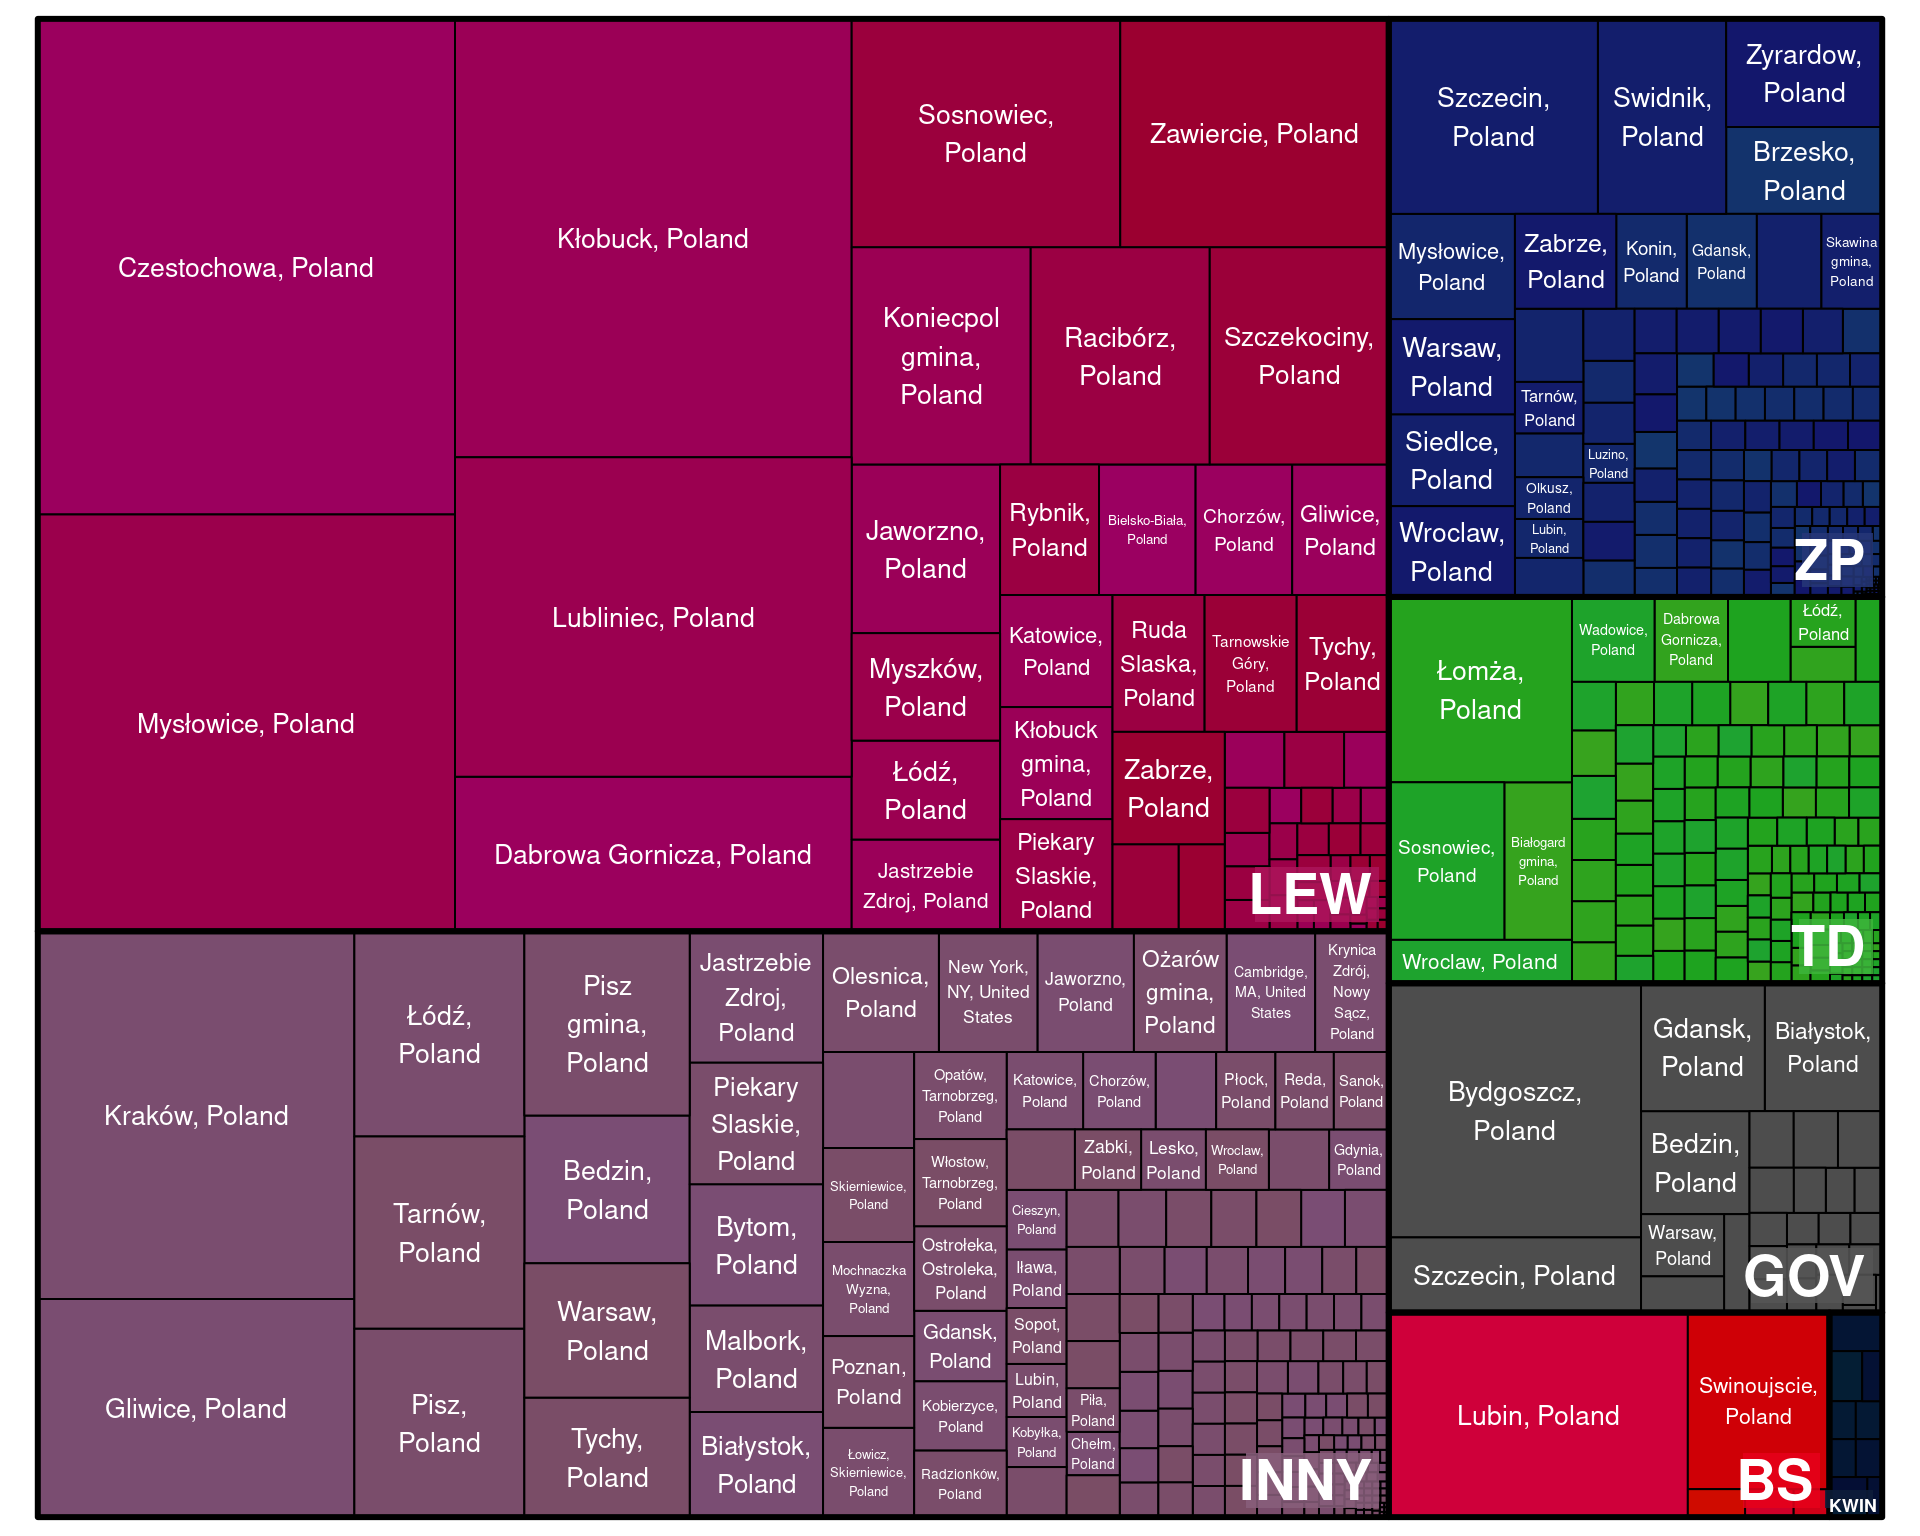 Czestochowa, Poland
Mysłowice, Poland
Kłobuck, Poland
Lubliniec, Poland
Dabrowa Gornicza, Poland
Sosnowiec,
Poland
Zawiercie, Poland
Koniecpol
gmina,
Poland
Racibórz,
Poland
Szczekociny,
Poland
Jaworzno,
Poland
Myszków,
Poland
Łódź,
Poland
Jastrzebie
Zdroj, Poland
Rybnik,
Poland
Bielsko-Biała,
Poland
Chorzów,
Poland
Gliwice,
Poland
Katowice,
Poland
Kłobuck
gmina,
Poland
Piekary
Slaskie,
Poland
Ruda
Slaska,
Poland
Tarnowskie
Góry,
Poland
Tychy,
Poland
Zabrze,
Poland
LEW
Szczecin,
Poland
Swidnik,
Poland
Zyrardow,
Poland
Brzesko,
Poland
Mysłowice,
Poland
Zabrze,
Poland
Konin,
Poland
Gdansk,
Poland
Skawina
gmina,
Poland
Warsaw,
Poland
Siedlce,
Poland
Wroclaw,
Poland
Tarnów,
Poland
Luzino,
Poland
Olkusz,
Poland
Lubin,
Poland
ZP
Łomża,
Poland
Wadowice,
Poland
Dabrowa
Gornicza,
Poland
Łódź,
Poland
Sosnowiec,
Poland
Białogard
gmina,
Poland
Wroclaw, Poland
TD
Bydgoszcz,
Poland
Szczecin, Poland
Gdansk,
Poland
Białystok,
Poland
Bedzin,
Poland
Warsaw,
Poland
GOV
Lubin, Poland
Swinoujscie,
Poland
BS
KWIN
Kraków, Poland
Gliwice, Poland
Łódź,
Poland
Tarnów,
Poland
Pisz,
Poland
Pisz
gmina,
Poland
Bedzin,
Poland
Warsaw,
Poland
Tychy,
Poland
Jastrzebie
Zdroj,
Poland
Piekary
Slaskie,
Poland
Bytom,
Poland
Malbork,
Poland
Białystok,
Poland
Olesnica,
Poland
New York,
NY, United
States
Jaworzno,
Poland
Ożarów
gmina,
Poland
Cambridge,
MA, United
States
Krynica
Zdrój,
Nowy
Sącz,
Poland
Skierniewice,
Poland
Mochnaczka
Wyzna,
Poland
Poznan,
Poland
Łowicz,
Skierniewice,
Poland
Opatów,
Tarnobrzeg,
Poland
Włostow,
Tarnobrzeg,
Poland
Ostrołeka,
Ostroleka,
Poland
Gdansk,
Poland
Kobierzyce,
Poland
Radzionków,
Poland
Katowice,
Poland
Chorzów,
Poland
Płock,
Poland
Reda,
Poland
Sanok,
Poland
Zabki,
Poland
Lesko,
Poland
Wroclaw,
Poland
Gdynia,
Poland
Cieszyn,
Poland
Iława,
Poland
Sopot,
Poland
Lubin,
Poland
Kobyłka,
Poland
Piła,
Poland
Chełm,
Poland
INNY